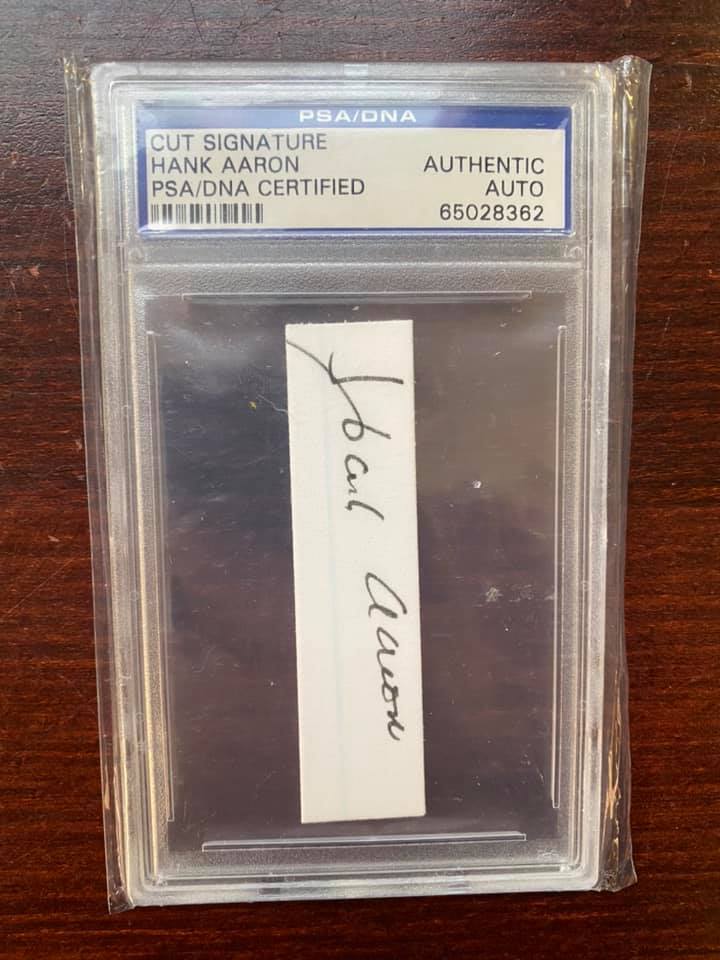 PSA/DNA
CUT SIGNATURE
HANK AARON
PSA/DNA CERTIFIED
AUTHENTIC
AUTO
65028362
Hank Aaron